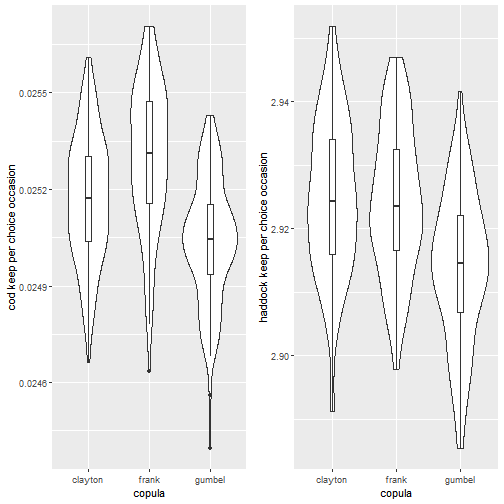 cod keep per choice occasion
0.0255
0.0252
0.0249
0.0246
clayton
frank
gumbel
copula
haddock keep per choice occasion
2.94
2.92
2.90
clayton
frank
gumbel
copula